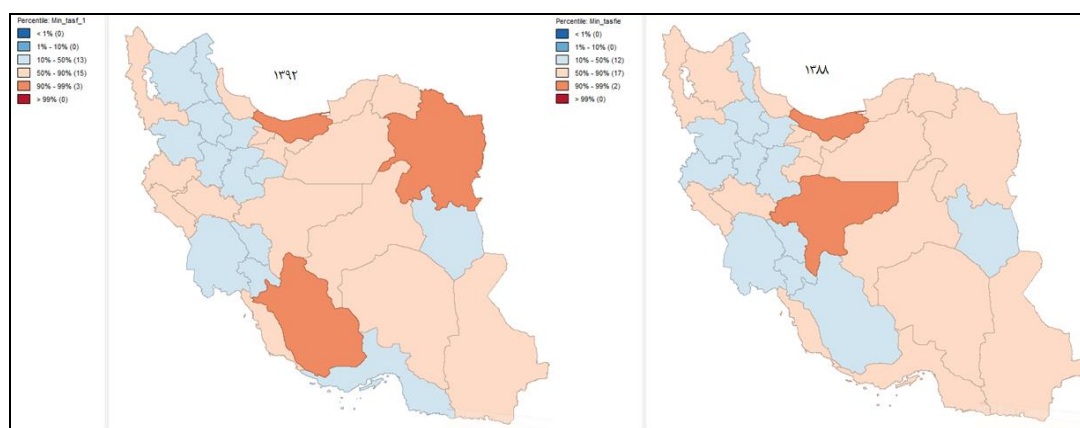 Percentile: Min_tasf_1
< 1% (0)
1% - 10% (0)
10% - 50% (13)
50% - 90% (15)
90% - 99% (3)
> 99% (0)
۱۳۹۲
Percentile: Min_tasfie
< 1% (0)
1% - 10% (0)
10% - 50% (12)
50% - 90% (17)
90% - 99% (2)
> 99% (0)
۱۳۸۸